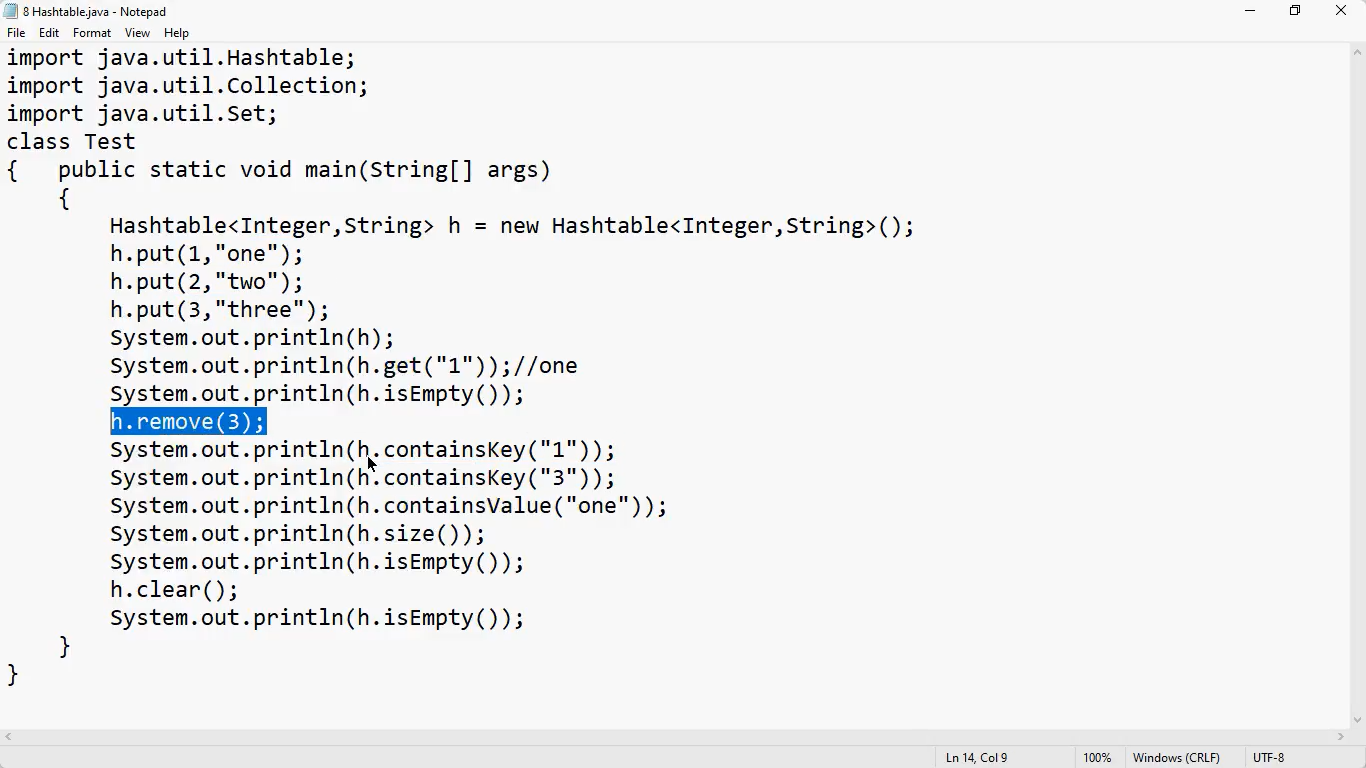 8 Hashtable.java - Notepad
File Edit Format View Help
import java.util.Hashtable;
import java.util.Collection;
import java.util.Set;
class Test
{   public static void main(String[] args)
    {
        Hashtable<Integer,String> h = new Hashtable<Integer,String>();
        h.put(1,"one");
        h.put(2,"two");
        h.put(3,"three");
        System.out.println(h);
        System.out.println(h.get("1"));//one
        System.out.println(h.isEmpty());
        h.remove(3);
        System.out.println(h.containsKey("1"));
        System.out.println(h.containsKey("3"));
        System.out.println(h.containsValue("one"));
        System.out.println(h.size());
        System.out.println(h.isEmpty());
        h.clear();
        System.out.println(h.isEmpty());
    }
}
Ln 14, Col 9 100% Windows (CRLF) UTF-8